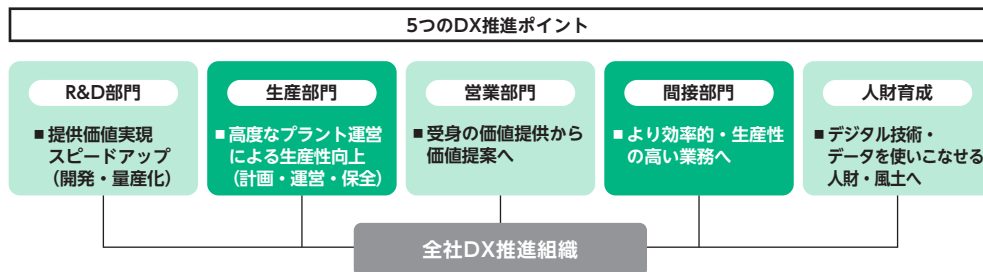 5つのDX推進ポイント
R&D部門
■提供価値実現
スピードアップ
（開発・量産化）
生産部門
■高度なプラント運営
による生産性向上
（計画・運営・保全）
営業部門
■受身の価値提供から
価値提案へ
間接部門
■より効率的・生産性
の高い業務へ
人財育成
■デジタル技術・
データを使いこなせる
人財・風土へ
全社DX推進組織